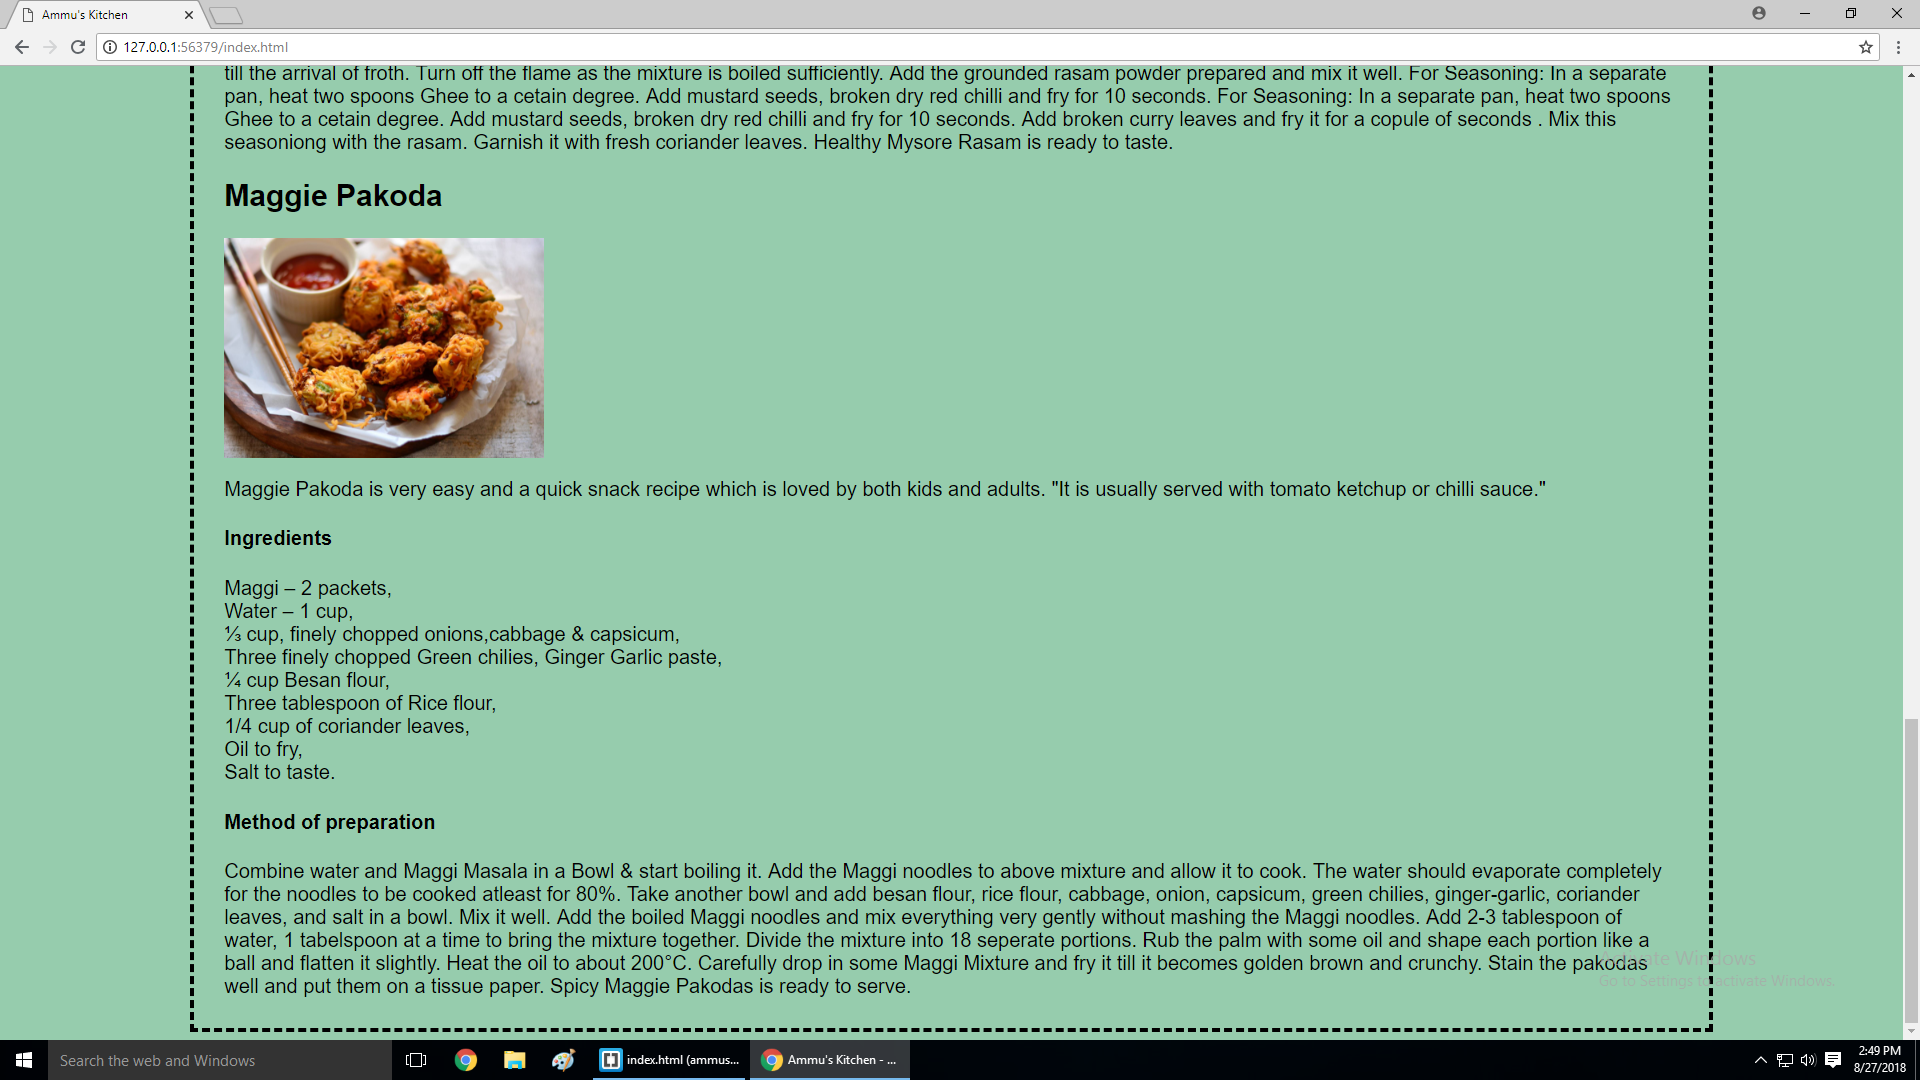 Ammu's Kitchen
127.0.0.1:56379/index.html
till the arrival of froth. Turn off the flame as the mixture is boiled sufficiently. Add the grounded rasam powder prepared and mix it well. For Seasoning: In a separate
pan, heat two spoons Ghee to a cetain degree. Add mustard seeds, broken dry red chilli and fry for 10 seconds. For Seasoning: In a separate pan, heat two spoons
Ghee to a cetain degree. Add mustard seeds, broken dry red chilli and fry for 10 seconds. Add broken curry leaves and fry it for a copule of seconds . Mix this
seasoniong with the rasam. Garnish it with fresh coriander leaves. Healthy Mysore Rasam is ready to taste.
Maggie Pakoda
Maggie Pakoda is very easy and a quick snack recipe which is loved by both kids and adults. "It is usually served with tomato ketchup or chilli sauce."
Ingredients
Maggi – 2 packets,
Water – 1 cup,
⅓ cup, finely chopped onions,cabbage & capsicum,
Three finely chopped Green chilies, Ginger Garlic paste,
¼ cup Besan flour,
Three tablespoon of Rice flour,
1/4 cup of coriander leaves,
Oil to fry,
Salt to taste.
Method of preparation
Combine water and Maggi Masala in a Bowl & start boiling it. Add the Maggi noodles to above mixture and allow it to cook. The water should evaporate completely
for the noodles to be cooked atleast for 80%. Take another bowl and add besan flour, rice flour, cabbage, onion, capsicum, green chilies, ginger-garlic, coriander
leaves, and salt in a bowl. Mix it well. Add the boiled Maggi noodles and mix everything very gently without mashing the Maggi noodles. Add 2-3 tablespoon of
water, 1 tabelspoon at a time to bring the mixture together. Divide the mixture into 18 seperate portions. Rub the palm with some oil and shape each portion like a
ball and flatten it slightly. Heat the oil to about 200°C. Carefully drop in some Maggi Mixture and fry it till it becomes golden brown and crunchy. Stain the pakodas
well and put them on a tissue paper. Spicy Maggie Pakodas is ready to serve.
Activate Windows
Go to Settings to activate Windows.
Search the web and Windows
index.html (ammus...
Ammu's Kitchen - ...
2:49 PM
8/27/2018